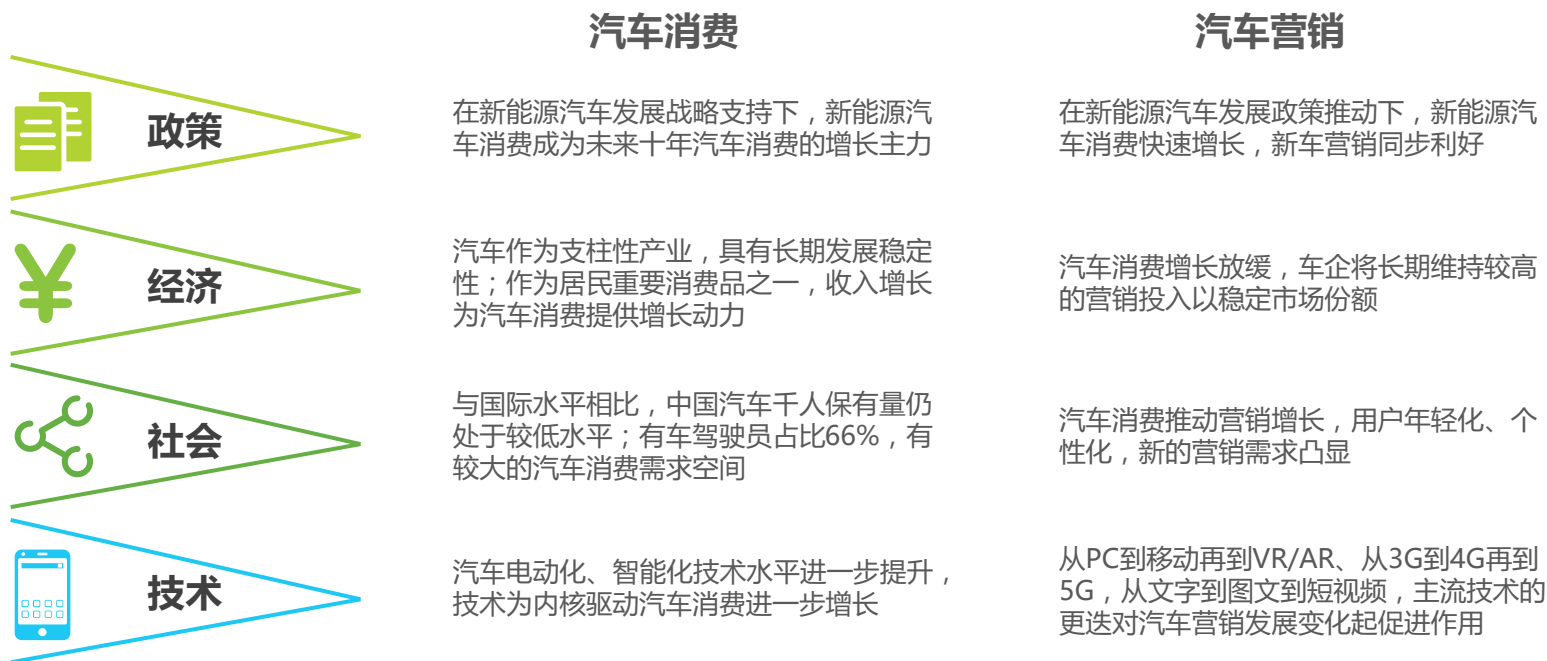 汽车消费
汽车营销
政策
在新能源汽车发展战略支持下，新能源汽
车消费成为未来十年汽车消费的增长主力
在新能源汽车发展政策推动下，新能源汽
车消费快速增长，新车营销同步利好
经济
汽车作为支柱性产业，具有长期发展稳定
性；作为居民重要消费品之一，收入增长
为汽车消费提供增长动力
汽车消费增长放缓，车企将长期维持较高
的营销投入以稳定市场份额
社会
与国际水平相比，中国汽车千人保有量仍
处于较低水平；有车驾驶员占比66%，有
较大的汽车消费需求空间
汽车消费推动营销增长，用户年轻化、个
性化，新的营销需求凸显
技术
汽车电动化、智能化技术水平进一步提升，
技术为内核驱动汽车消费进一步增长
从PC到移动再到VR/AR、从3G到4G再到
5G，从文字到图文到短视频，主流技术的
更迭对汽车营销发展变化起促进作用